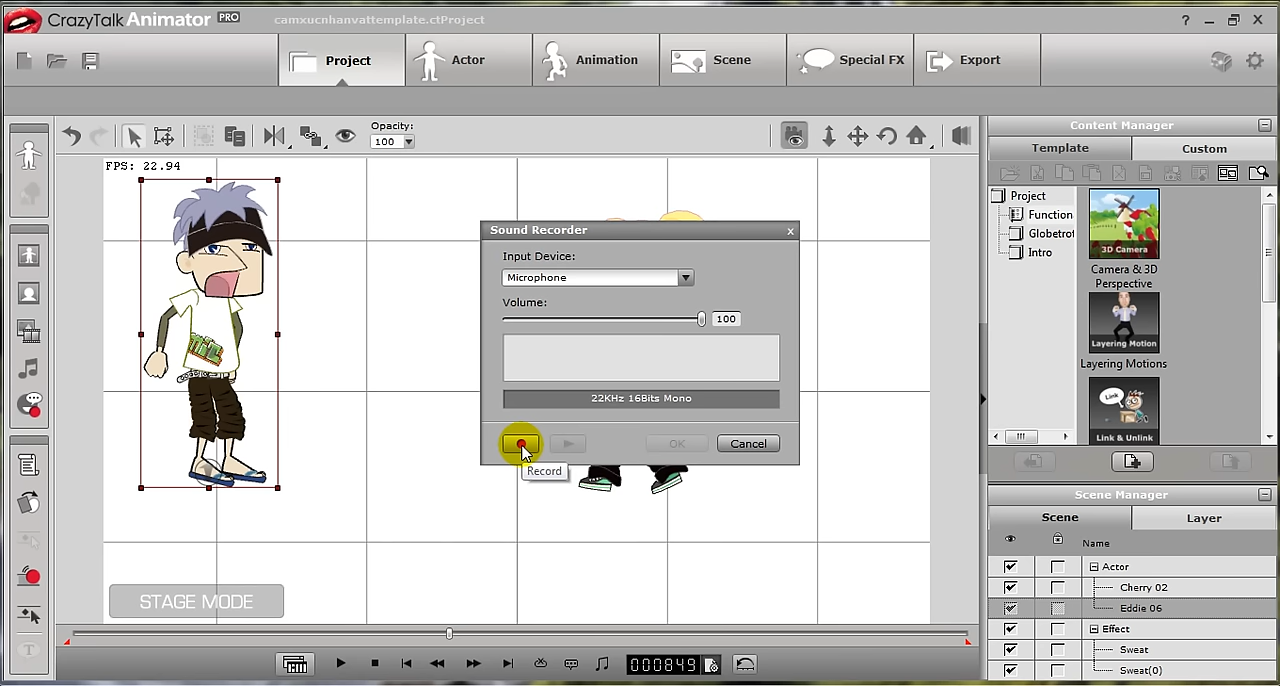 CrazyTalk Animator PRO
camxucnhanvattemplate.ctProject
Project
Actor
Animation
Scene
Special FX
Export
Opacity:
100
FPS: 22.94
Sound Recorder
x
Input Device:
Microphone
Volume:
100
22KHz 16Bits Mono
OK
Cancel
Record
STAGE MODE
000849
Content Manager
Template
Custom
Project
Function
Globetrot
Intro
3D Camera
Camera & 3D
Perspective
Layering Motion
Layering Motions
Link
Link & Unlink
Scene Manager
Scene
Layer
Name
Actor
Cherry 02
Eddie 06
Effect
Sweat
Sweat(0)